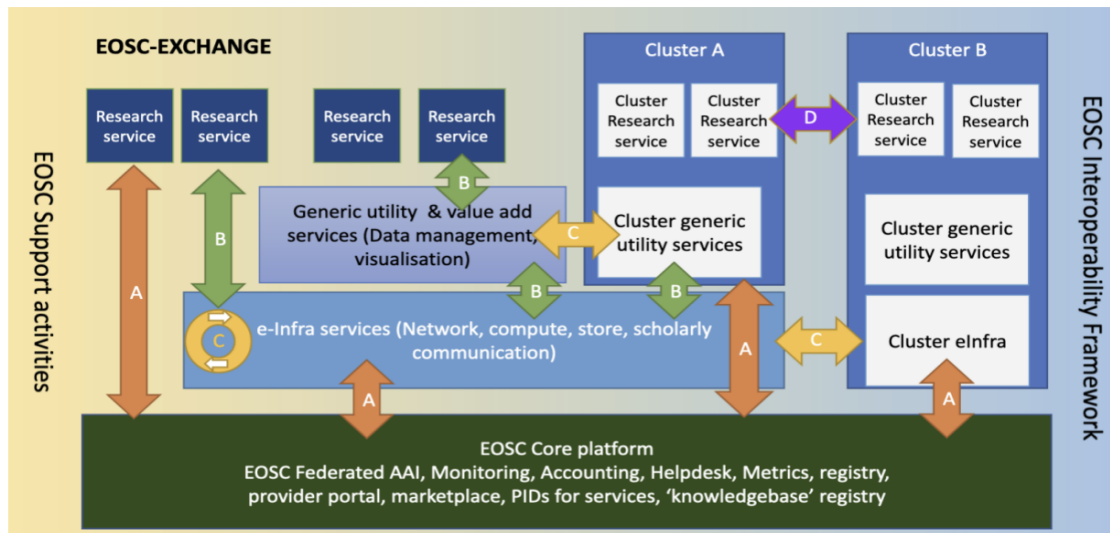 EOSC-EXCHANGE
Cluster A
Cluster B
Research
service
Research
service
Research
service
Research
service
Cluster
Research
service
Cluster
Research
service
D
Cluster
Research
service
Cluster
Research
service
EOSC Support activities
EOSC Interoperability Framework
B
Generic utility & value add
services (Data management,
visualisation)
C
Cluster generic
utility services
Cluster generic
utility services
A
B
B
B
C
e-Infra services (Network, compute, store, scholarly
communication)
A
C
Cluster eInfra
A
A
EOSC Core platform
EOSC Federated AAI, Monitoring, Accounting, Helpdesk, Metrics, registry,
provider portal, marketplace, PIDs for services, ‘knowledgebase’ registry